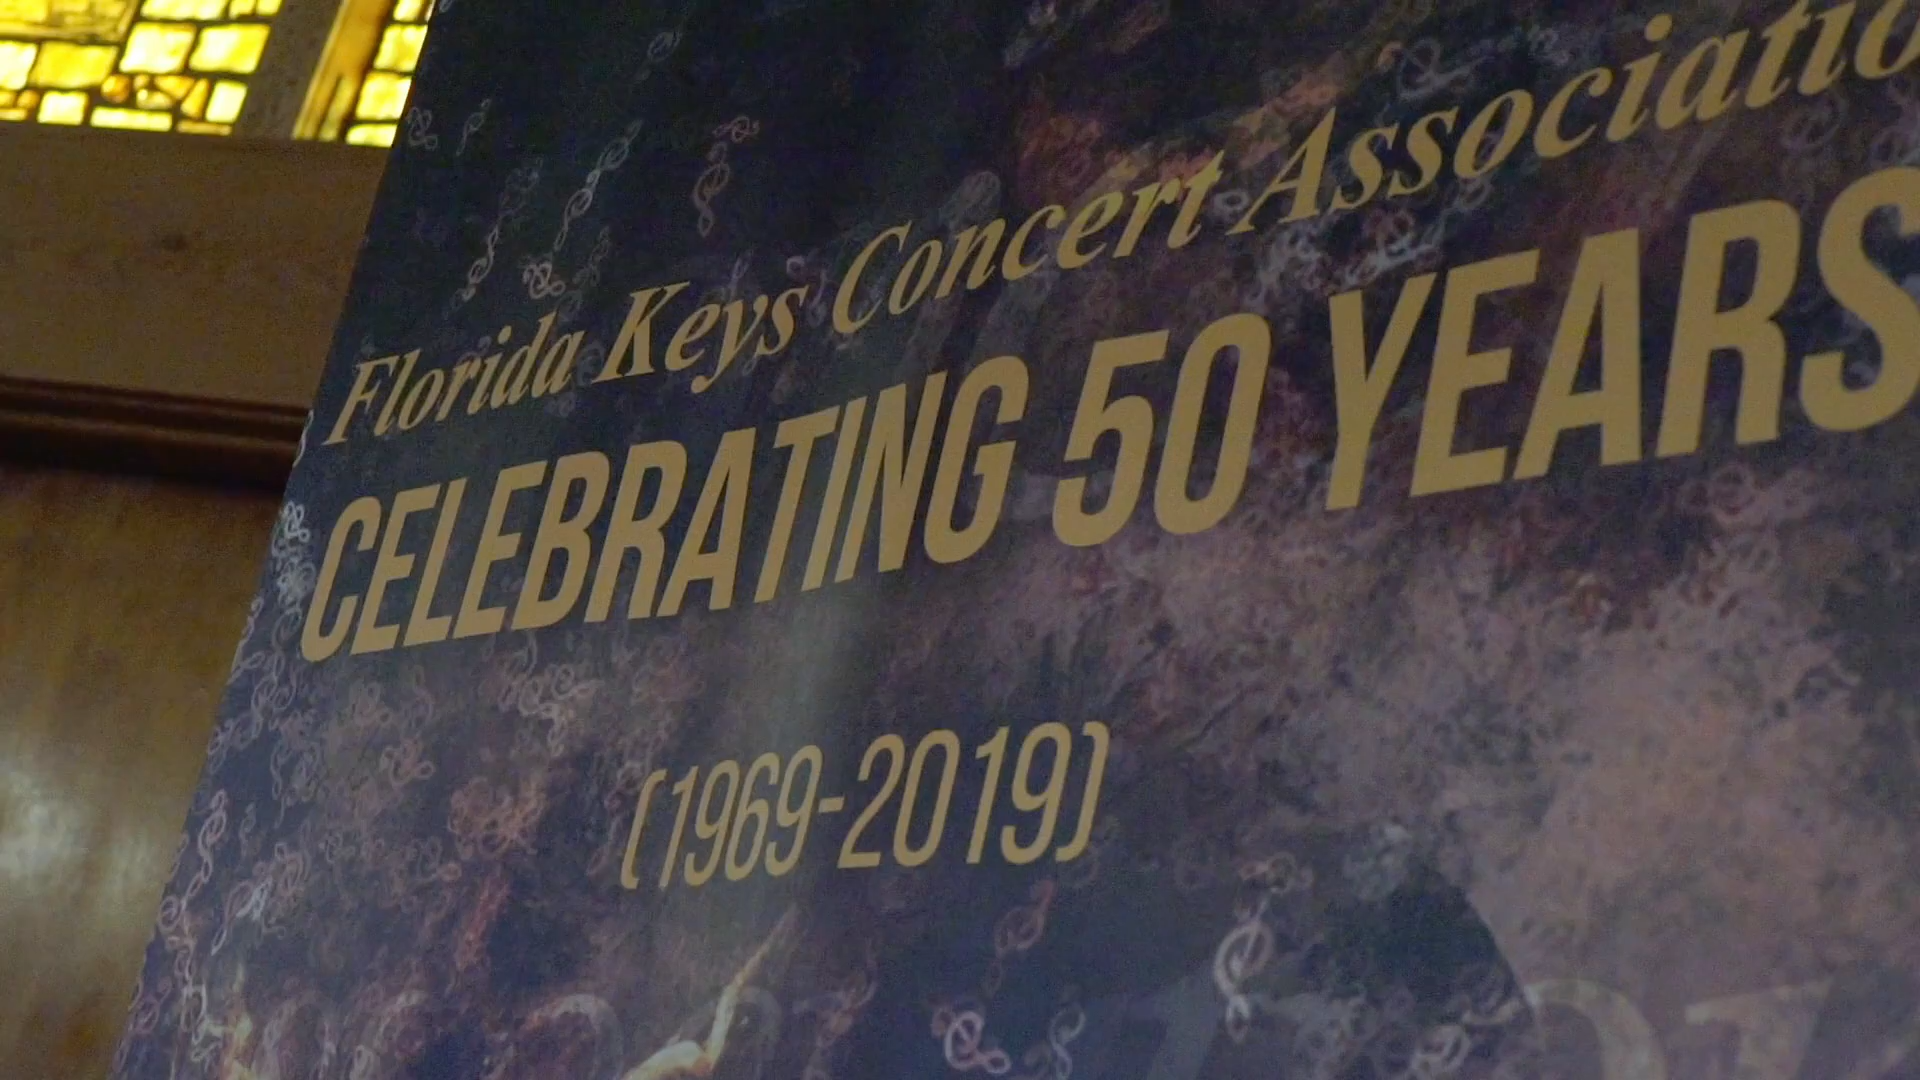 Florida Keys Concert Associatio
CELEBRATING 50 YEARS
(1969-2019)